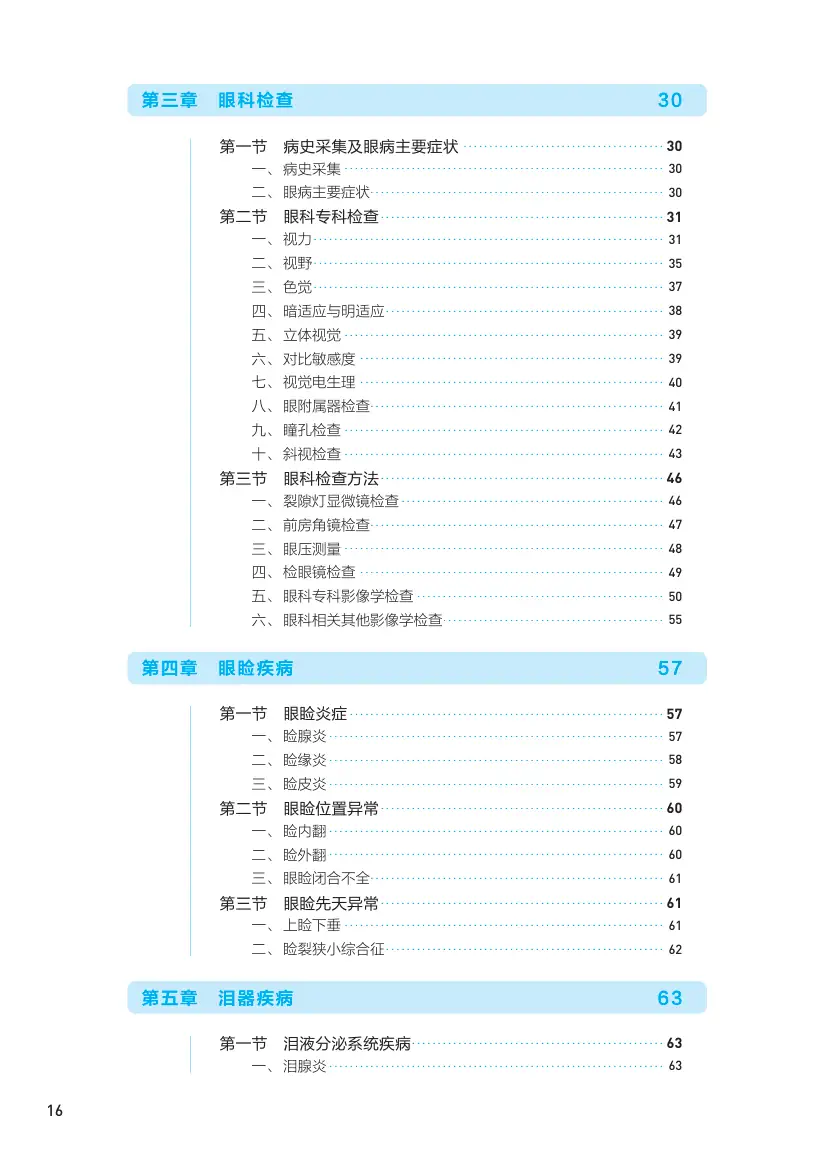 第三章 眼科检查 30
第一节 病史采集及眼病主要症状 30
一、病史采集 30
二、眼病主要症状 30
第二节 眼科专科检查 31
一、视力 31
二、视野 35
三、色觉 37
四、暗适应与明适应 38
五、立体视觉 39
六、对比敏感度 39
七、视觉电生理 40
八、眼附属器检查 41
九、瞳孔检查 42
十、斜视检查 43
第三节 眼科检查方法 46
一、裂隙灯显微镜检查 46
二、前房角镜检查 47
三、眼压测量 48
四、检眼镜检查 49
五、眼科专科影像学检查 50
六、眼科相关其他影像学检查 55
第四章 眼睑疾病 57
第一节 眼睑炎症 57
一、睑腺炎 57
二、睑缘炎 58
三、睑皮炎 59
第二节 眼睑位置异常 60
一、睑内翻 60
二、睑外翻 60
三、眼睑闭合不全 61
第三节 眼睑先天异常 61
一、上睑下垂 61
二、睑裂狭小综合征 62
第五章 泪器疾病 63
第一节 泪液分泌系统疾病 63
一、泪腺炎 63
16